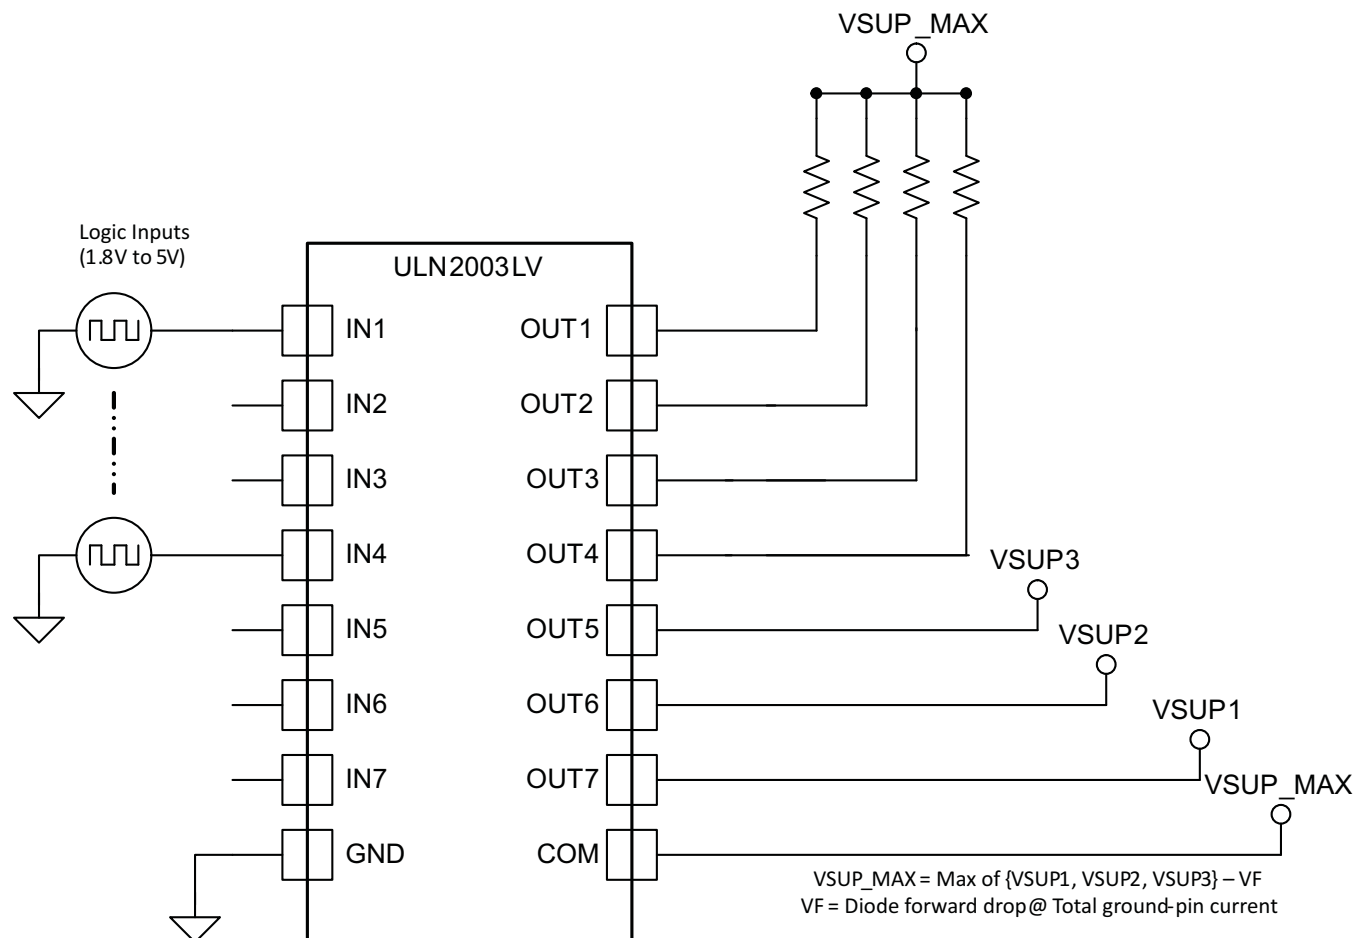 VSUP_MAX
Logic Inputs
(1.8V to 5V)
ULN2003LV
IN1
OUT1
IN2
OUT2
IN3
OUT3
IN4
OUT4
VSUP3
IN5
OUT5
VSUP2
IN6
OUT6
VSUP1
IN7
OUT7
VSUP_MAX
GND
COM
VSUP_MAX = Max of {VSUP1, VSUP2, VSUP3} – VF
VF = Diode forward drop @ Total ground-pin current